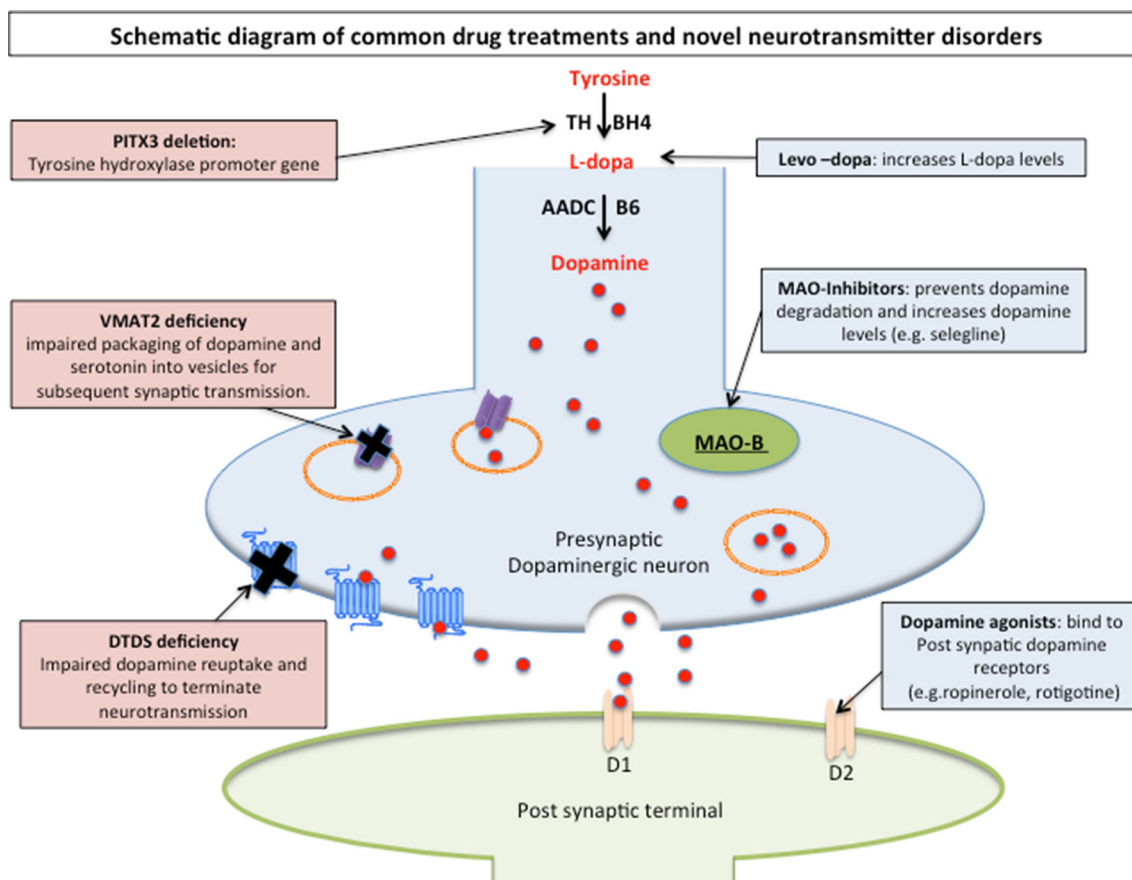 Schematic diagram of common drug treatments and novel neurotransmitter disorders
Tyrosine
TH BH4
L-dopa
AADC B6
Dopamine
PITX3 deletion:
Tyrosine hydroxylase promoter gene
Levo –dopa: increases L-dopa levels
VMAT2 deficiency
impaired packaging of dopamine and
serotonin into vesicles for
subsequent synaptic transmission.
MAO-Inhibitors: prevents dopamine
degradation and increases dopamine
levels (e.g. selegline)
MAO-B
Presynaptic
Dopaminergic neuron
DTDS deficiency
Impaired dopamine reuptake and
recycling to terminate
neurotransmission
Dopamine agonists: bind to
Post synpatic dopamine
receptors
(e.g.ropinerole, rotigotine)
D1
D2
Post synaptic terminal